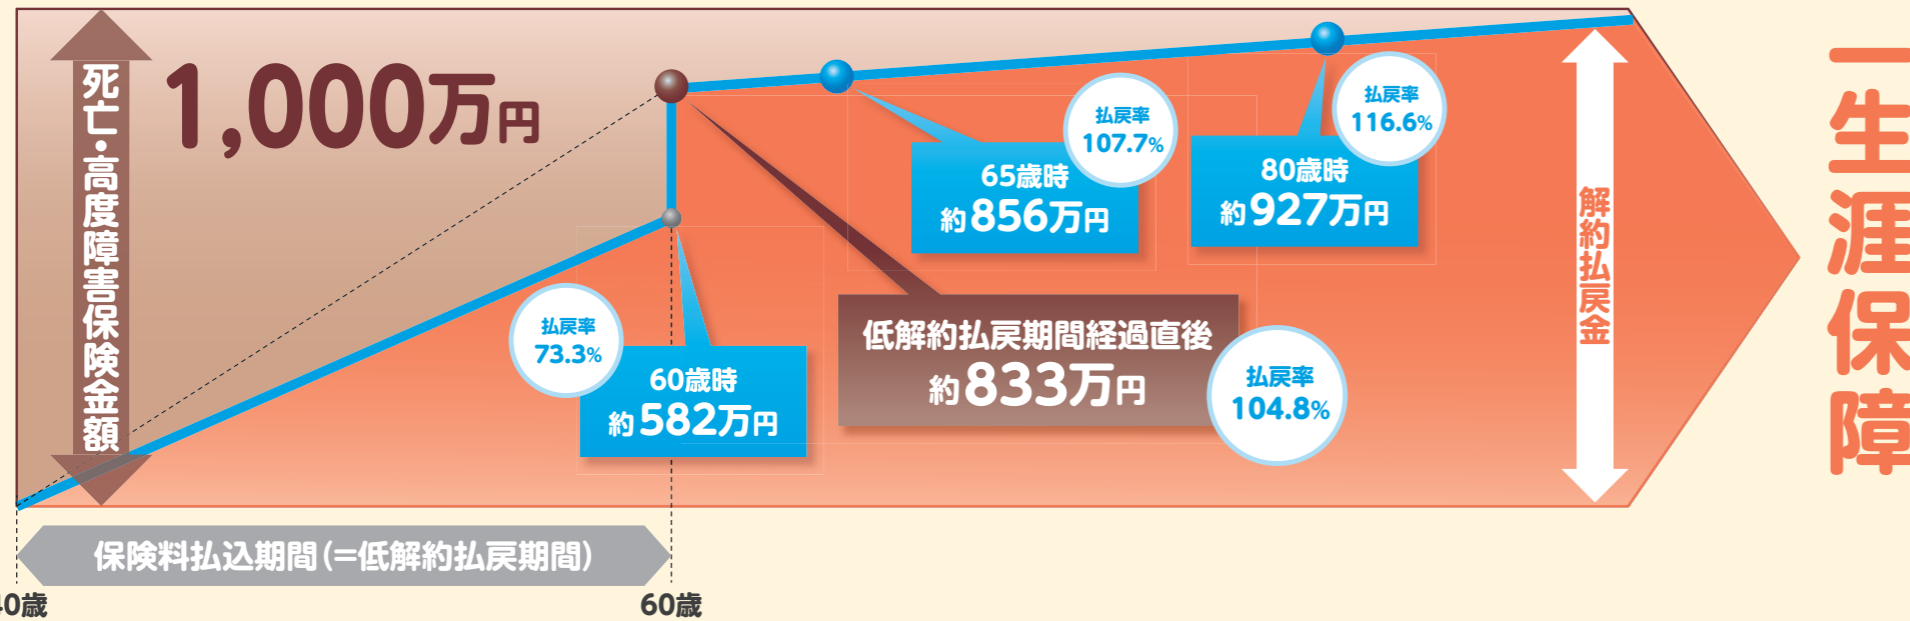 死亡・高度障害保険金額
1,000万円
払戻率
73.3%
60歳時
約582万円
低解約払戻期間経過直後
約833万円
払戻率
104.8%
払戻率
107.7%
65歳時
約856万円
払戻率
116.6%
80歳時
約927万円
解約払戻金
一生涯保障
保険料払込期間(=低解約払戻期間)
40歳
60歳